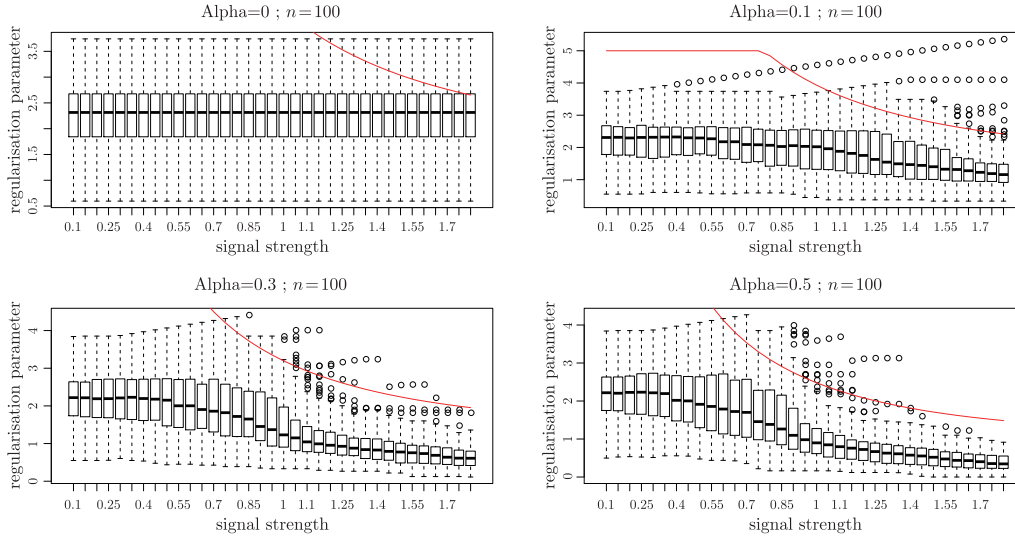 Alpha=0 ; n=100
regularisation parameter
3.5
2.5
1.5
0.5
0.1 0.25 0.4 0.55 0.7 0.85 1 1.1 1.25 1.4 1.55 1.7
signal strength
Alpha=0.1 ; n=100
regularisation parameter
5
4
3
2
1
0.1 0.25 0.4 0.55 0.7 0.85 1 1.1 1.25 1.4 1.55 1.7
signal strength
Alpha=0.3 ; n=100
regularisation parameter
4
3
2
1
0
0.1 0.25 0.4 0.55 0.7 0.85 1 1.1 1.25 1.4 1.55 1.7
signal strength
Alpha=0.5 ; n=100
regularisation parameter
4
3
2
1
0
0.1 0.25 0.4 0.55 0.7 0.85 1 1.1 1.25 1.4 1.55 1.7
signal strength